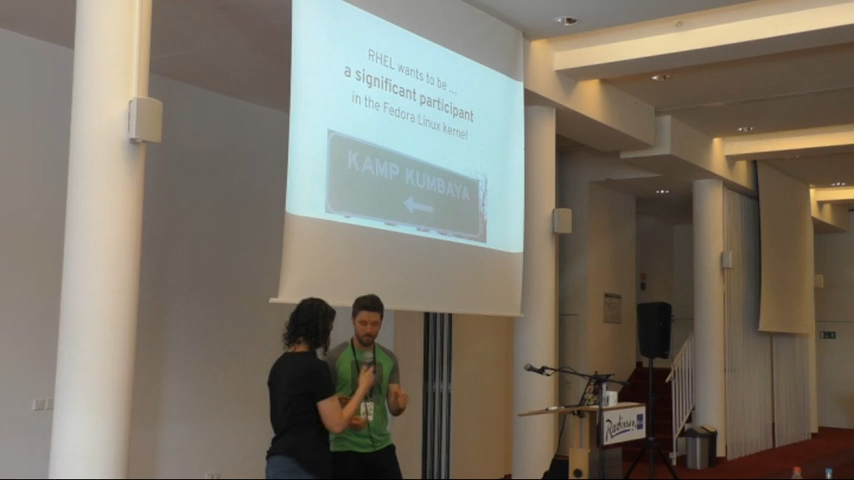 RHEL wants to be ...
a significant participant
in the Fedora Linux kernel
KAMP KUMBAYA
Radisson